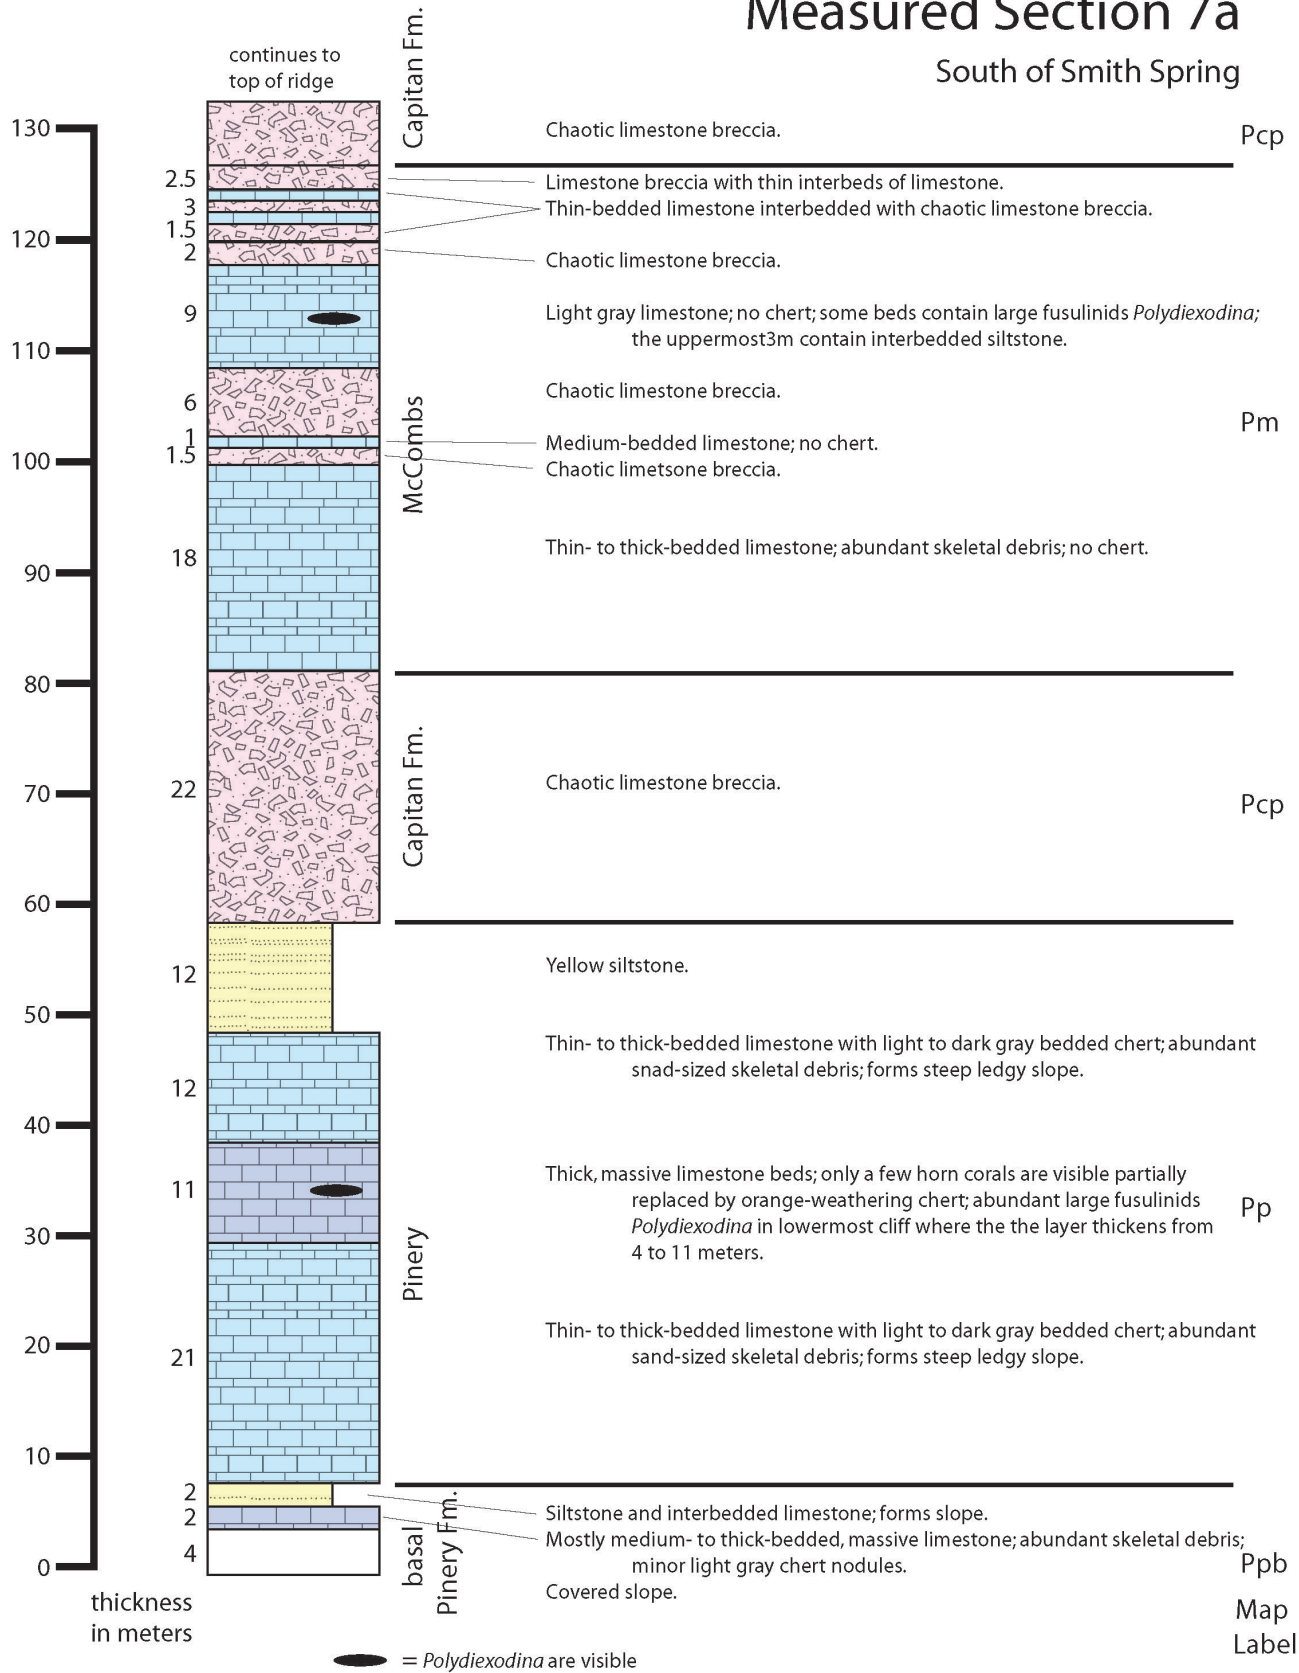 Measured Section 7a
South of Smith Spring
continues to
top of ridge
Capitan Fm.
130
Chaotic limestone breccia.
Pcp
2.5
Limestone breccia with thin interbeds of limestone.
3
Thin-bedded limestone interbedded with chaotic limestone breccia.
1.5
120
2
Chaotic limestone breccia.
9
Light gray limestone; no chert; some beds contain large fusulinids Polydiexodina;
the uppermost3m contain interbedded siltstone.
110
6
Chaotic limestone breccia.
McCombs
Pm
1
Medium-bedded limestone; no chert.
1.5
100
Chaotic limetsone breccia.
18
Thin- to thick-bedded limestone; abundant skeletal debris; no chert.
90
80
22
Chaotic limestone breccia.
Capitan Fm.
70
Pcp
60
12
Yellow siltstone.
50
Thin- to thick-bedded limestone with light to dark gray bedded chert; abundant
snad-sized skeletal debris; forms steep ledgy slope.
12
40
11
Thick, massive limestone beds; only a few horn corals are visible partially
replaced by orange-weathering chert; abundant large fusulinids
Polydiexodina in lowermost cliff where the the layer thickens from
4 to 11 meters.
Pp
30
Pinery
Thin- to thick-bedded limestone with light to dark gray bedded chert; abundant
sand-sized skeletal debris; forms steep ledgy slope.
20
21
10
2
Siltstone and interbedded limestone; forms slope.
2
Mostly medium- to thick-bedded, massive limestone; abundant skeletal debris;
minor light gray chert nodules.
4
Covered slope.
0
basal
Pinery Fm.
Ppb
thickness
in meters
Map
Label
= Polydiexodina are visible